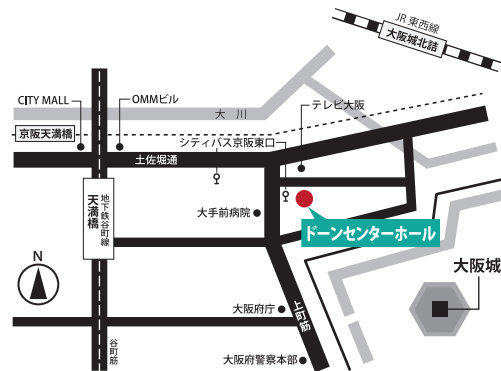 JR東西線
大阪城北詰
CITY MALL
OMMビル
大川
テレビ大阪
京阪天満橋
シティバス京阪東口
土佐堀通
地下鉄谷町線
天満橋
大手前病院
ドーンセンターホール
N
大阪城
上町筋
大阪府庁
谷町筋
大阪府警察本部